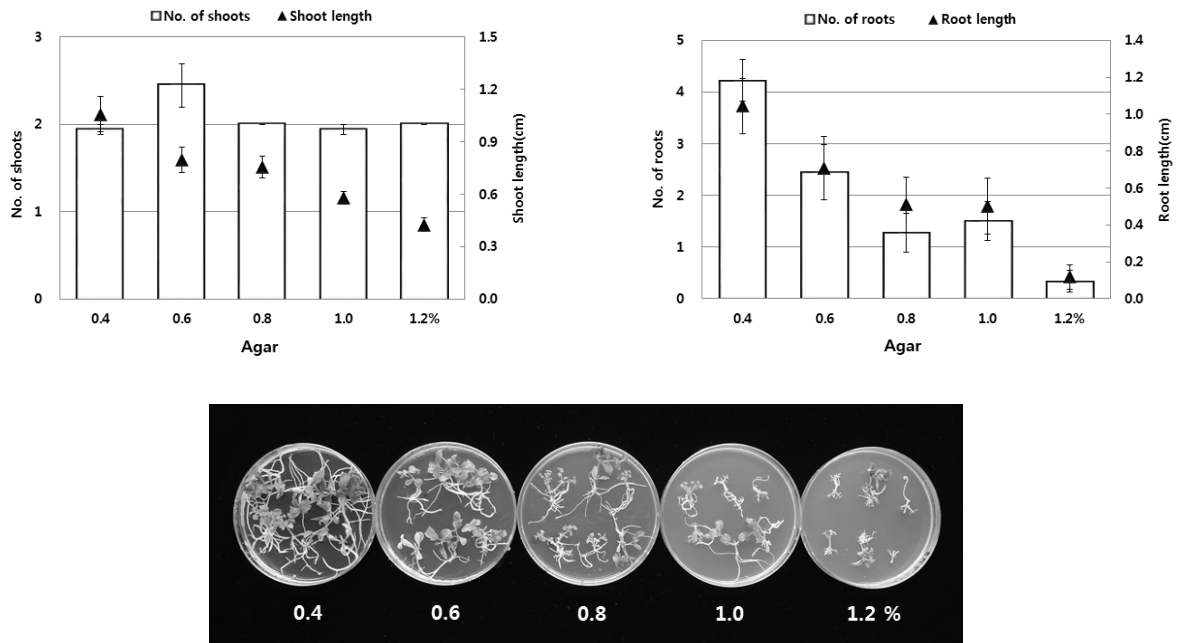 No. of shoots Shoot length
3
2
1
0
No. of shoots
1.5
1.2
0.9
0.6
0.3
0.0
Shoot length(cm)
0.4 0.6 0.8 1.0 1.2%
Agar
No. of roots Root length
5
4
3
2
1
0
No. of roots
1.4
1.2
1.0
0.8
0.6
0.4
0.2
0.0
Root length(cm)
0.4 0.6 0.8 1.0 1.2%
Agar
0.4 0.6 0.8 1.0 1.2 %